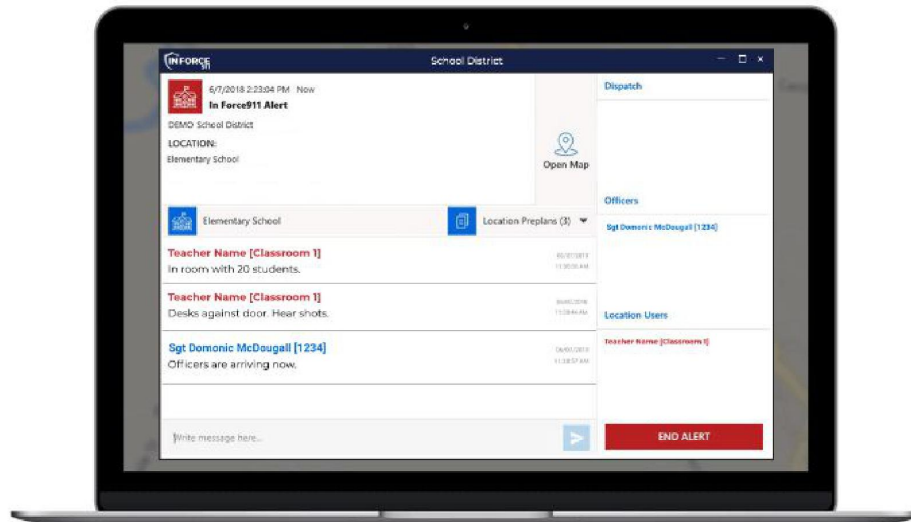 INFORCE
911
School District
6/7/2018 2:23:04 PM Now
In Force911 Alert
DEMO School District
LOCATION:
Elementary School
Open Map
Elementary School
Location Preplans (3)
Teacher Name [Classroom 1]
In room with 20 students.
Teacher Name [Classroom 1]
Desks against door. Hear shots.
Sgt Domonic McDougall [1234]
Officers are arriving now.
Write message here...
Dispatch
Officers
Sgt Domonic McDougall [1234]
Location Users
Teacher Name [Classroom 1]
END ALERT